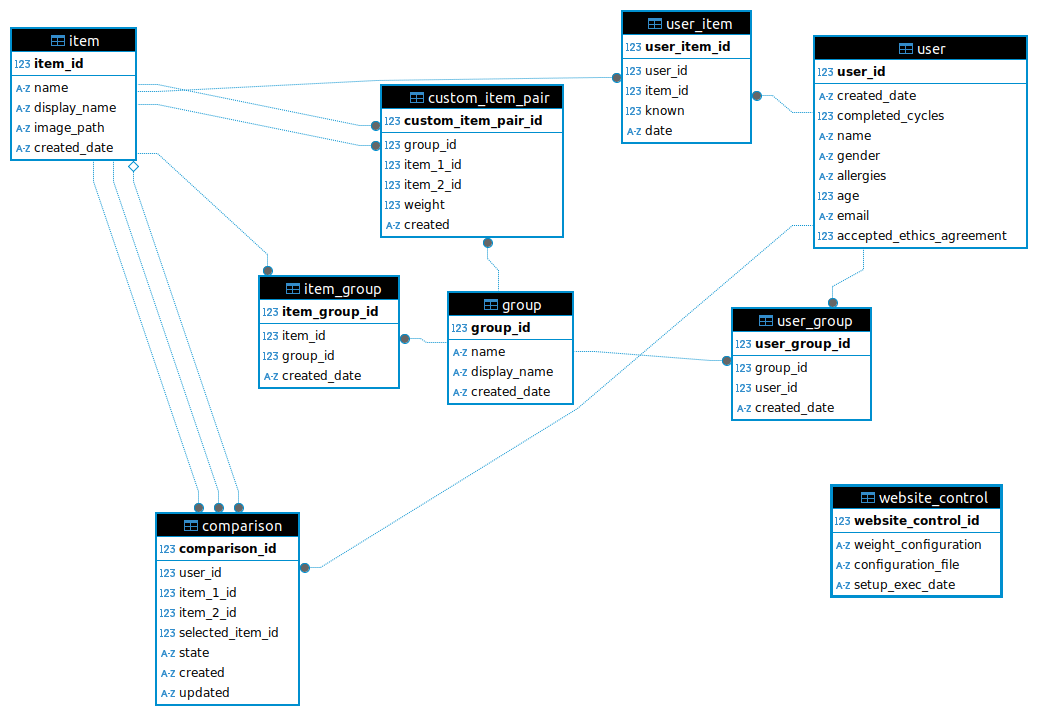 item
123 item_id
A-Z name
A-Z display_name
A-Z image_path
A-Z created_date
user_item
123 user_item_id
123 user_id
123 item_id
123 known
A-Z date
user
123 user_id
A-Z created_date
123 completed_cycles
A-Z name
A-Z gender
A-Z allergies
123 age
A-Z email
123 accepted_ethics_agreement
custom_item_pair
123 custom_item_pair_id
123 group_id
123 item_1_id
123 item_2_id
123 weight
A-Z created
item_group
123 item_group_id
123 item_id
123 group_id
A-Z created_date
group
123 group_id
A-Z name
A-Z display_name
A-Z created_date
user_group
123 user_group_id
123 group_id
123 user_id
A-Z created_date
comparison
123 comparison_id
123 user_id
123 item_1_id
123 item_2_id
123 selected_item_id
A-Z state
A-Z created
A-Z updated
website_control
123 website_control_id
A-Z weight_configuration
A-Z configuration_file
A-Z setup_exec_date